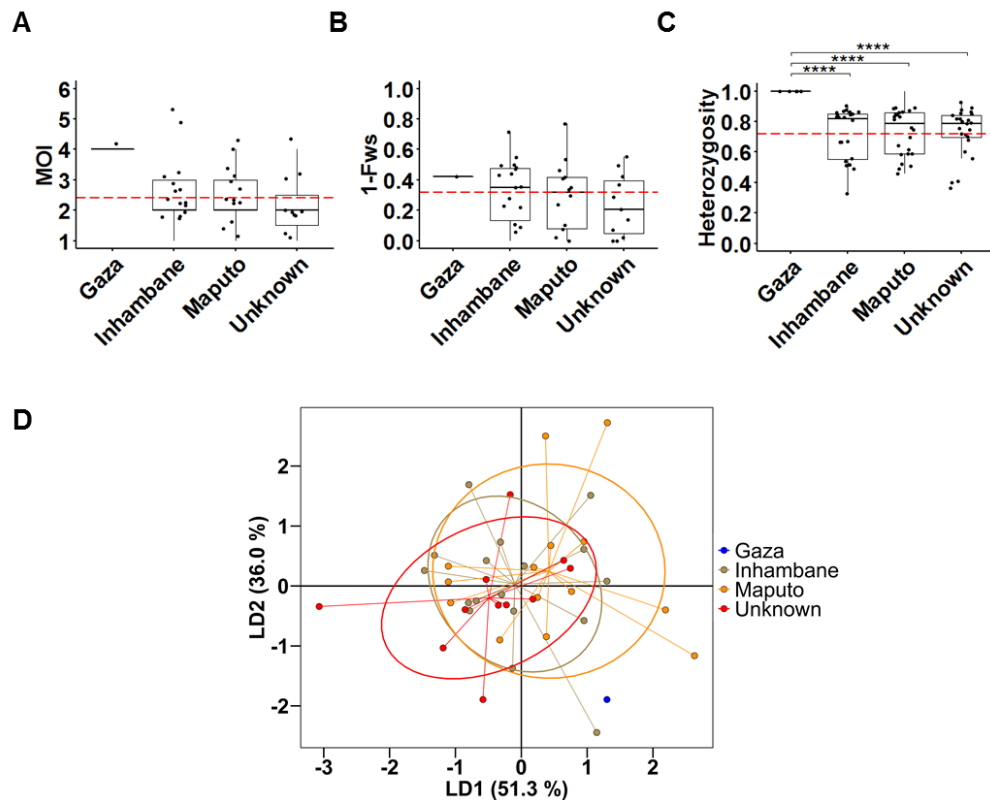 A
B
C
MOI
6
5
4
3
2
1
Gaza
Inhambane
Maputo
Unknown
1-Fws
1.0
0.8
0.6
0.4
0.2
0.0
Gaza
Inhambane
Maputo
Unknown
****
****
****
Heterozygosity
1.0
0.8
0.6
0.4
0.2
0.0
Gaza
Inhambane
Maputo
Unknown
D
LD2 (36.0 %)
2
1
0
-1
-2
-3
-2
-1
0
1
2
LD1 (51.3 %)
Gaza
Inhambane
Maputo
Unknown